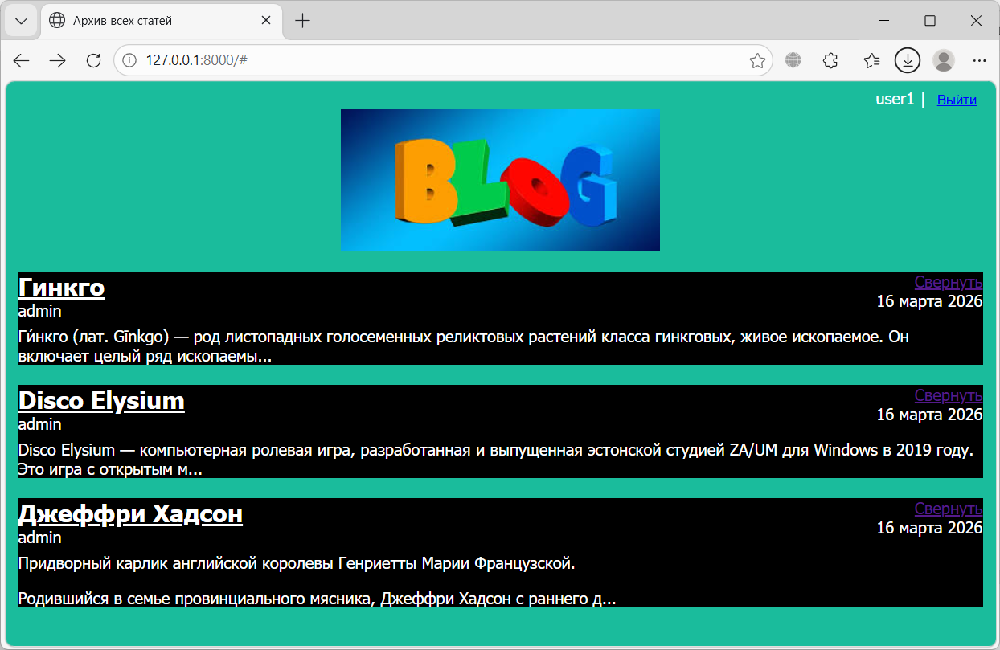 Архив всех статей
127.0.0.1:8000/#
user1 | Выйти
BLOG
Гинкго
Свернуть
admin
16 марта 2026
Ги́нкго (лат. Gīnkgo) — род листопадных голосеменных реликтовых растений класса гинкговых, живое ископаемое. Он
включает целый ряд ископаемы...
Disco Elysium
Свернуть
admin
16 марта 2026
Disco Elysium — компьютерная ролевая игра, разработанная и выпущенная эстонской студией ZA/UM для Windows в 2019 году.
Это игра с открытым м...
Джеффри Хадсон
Свернуть
admin
16 марта 2026
Придворный карлик английской королевы Генриетты Марии Французской.
Родившийся в семье провинциального мясника, Джеффри Хадсон с раннего д...